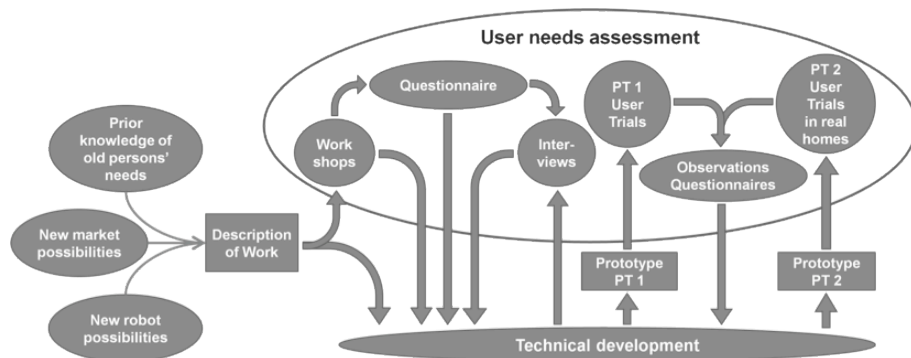 User needs assessment
Questionnaire
PT 1
User
Trials
PT 2
User
Trials
in real
homes
Prior
knowledge of
old persons'
needs
Work
shops
Inter-
views
Observations
Questionnaires
New market
possibilities
Description
of Work
Prototype
PT 1
Prototype
PT 2
New robot
possibilities
Technical development